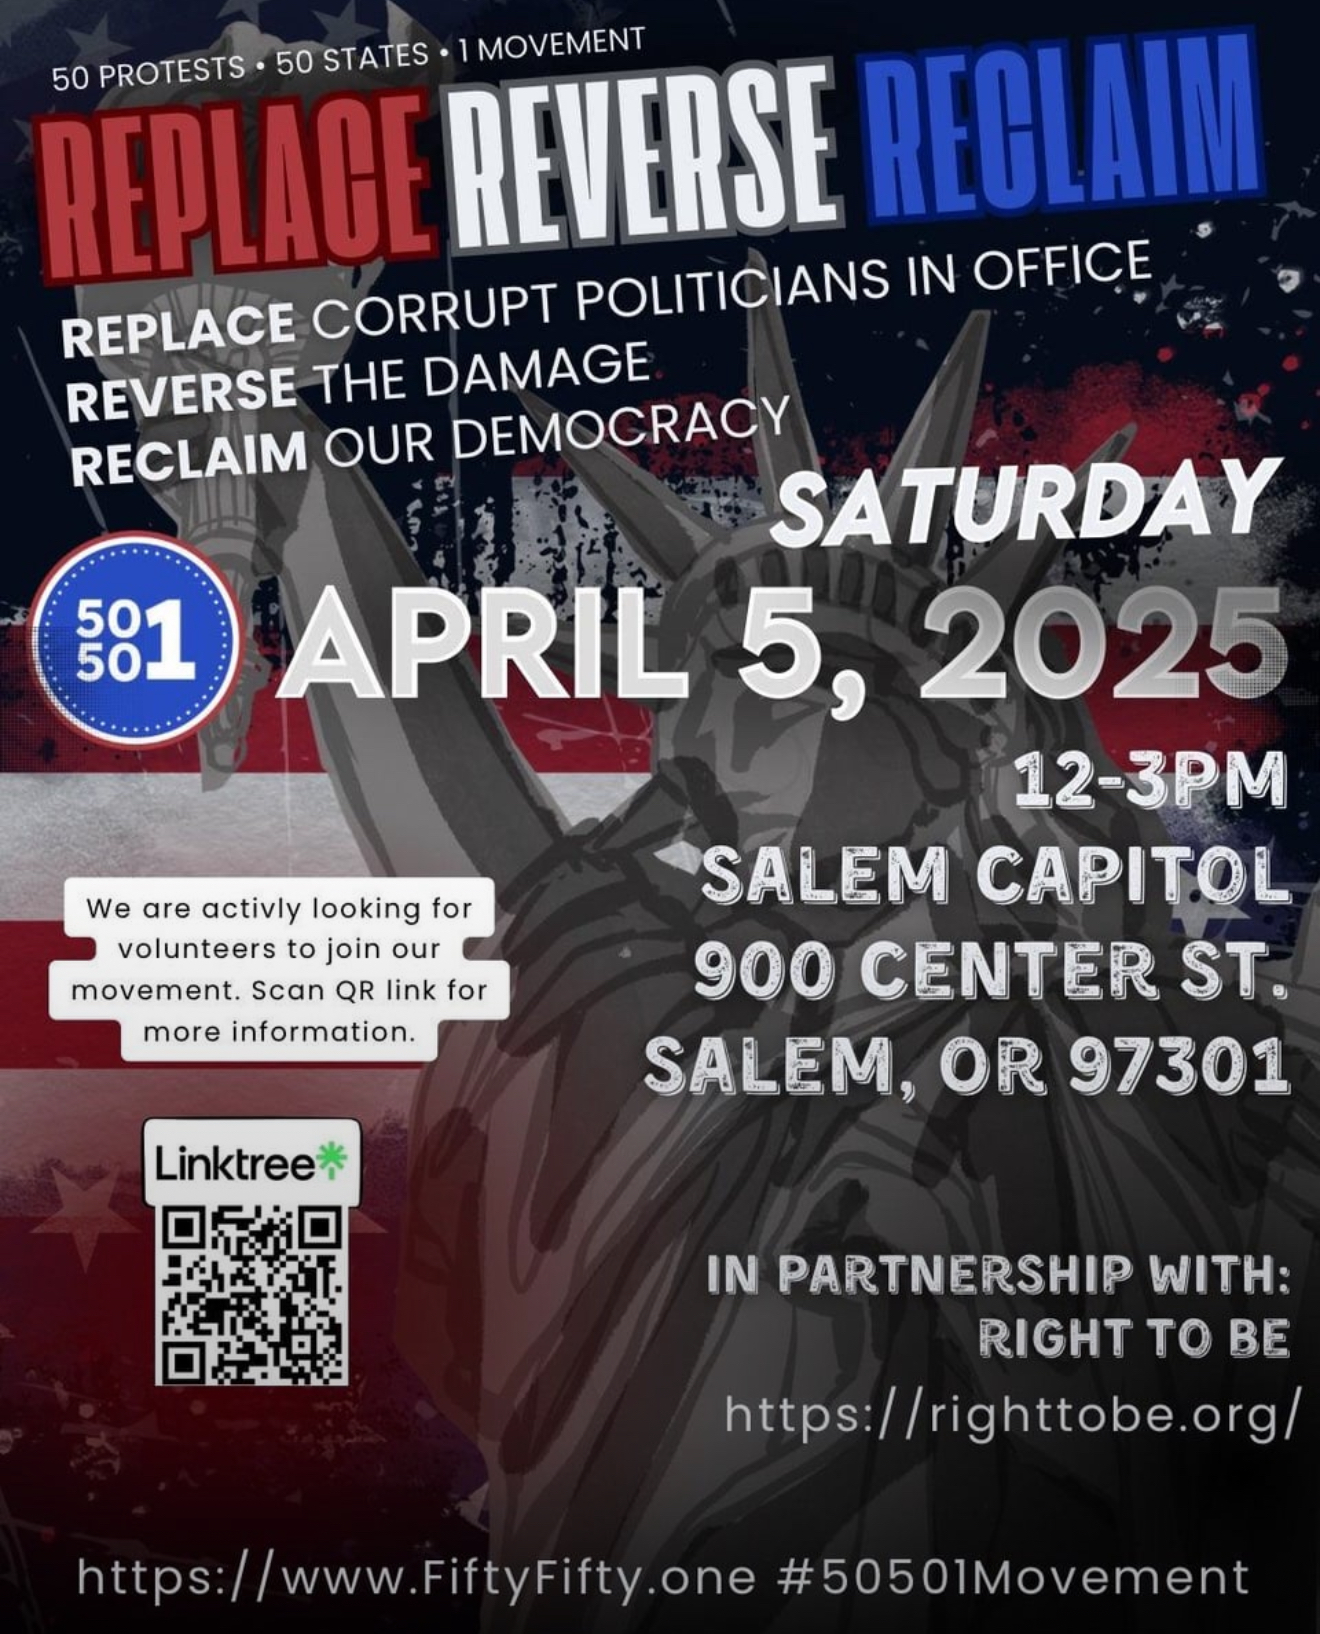 50 PROTESTS • 50 STATES • 1 MOVEMENT
REPLACE REVERSE RECLAIM
REPLACE CORRUPT POLITICIANS IN OFFICE
REVERSE THE DAMAGE
RECLAIM OUR DEMOCRACY
SATURDAY
50
50
1
APRIL 5, 2025
12-3PM
SALEM CAPITOL
900 CENTER ST.
SALEM, OR 97301
We are activly looking for
volunteers to join our
movement. Scan QR link for
more information.
Linktree
IN PARTNERSHIP WITH:
RIGHT TO BE
https://righttobe.org/
https://www.FiftyFifty.one #50501Movement